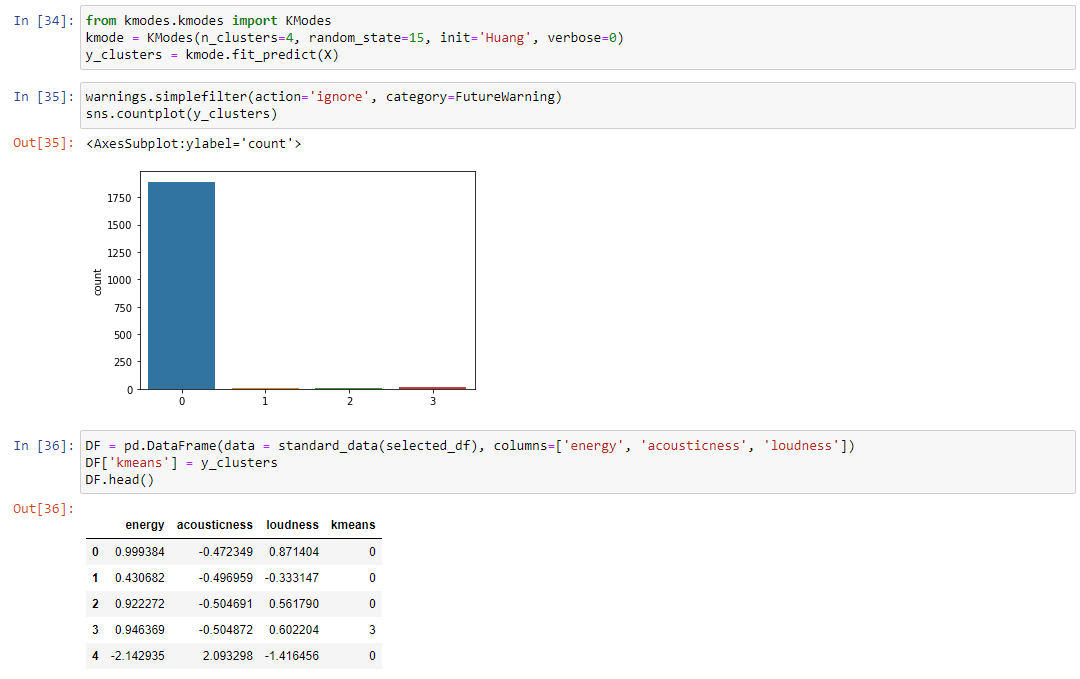 In [34]: from kmodes.kmodes import KModes
kmode = KModes(n_clusters=4, random_state=15, init='Huang', verbose=0)
y_clusters = kmode.fit_predict(X)
In [35]: warnings.simplefilter(action='ignore', category=FutureWarning)
sns.countplot(y_clusters)
Out[35]: <AxesSubplot:ylabel='count'>
1750
1500
1250
1000
750
500
250
0
count
0 1 2 3
In [36]: DF = pd.DataFrame(data = standard_data(selected_df), columns=['energy', 'acousticness', 'loudness'])
DF['kmeans'] = y_clusters
DF.head()
Out[36]:
energy acousticness loudness kmeans
0 0.999384 -0.472349 0.871404 0
1 0.430682 -0.496959 -0.333147 0
2 0.922272 -0.504691 0.561790 0
3 0.946369 -0.504872 0.602204 3
4 -2.142935 2.093298 -1.416456 0